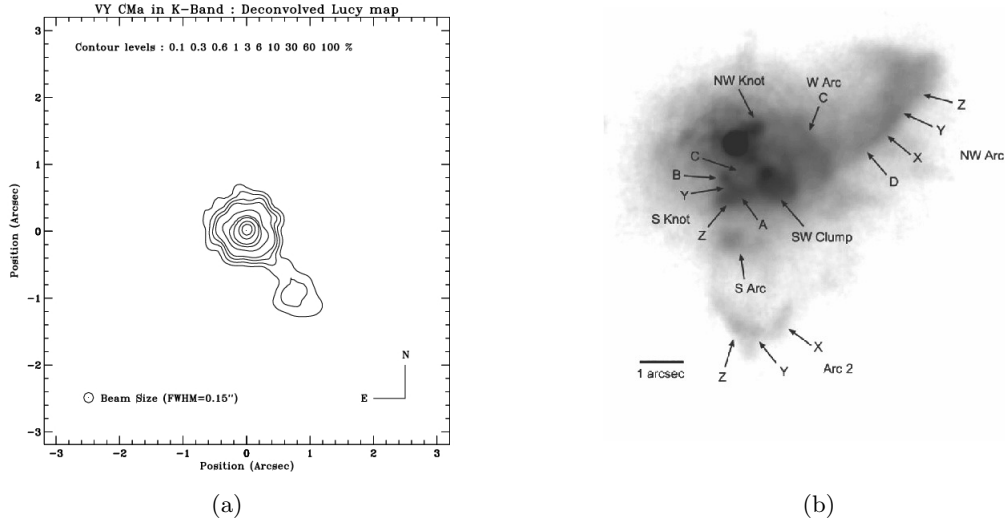 VY CMa in K-Band : Deconvolved Lucy map
Contour levels : 0.1 0.3 0.6 1 3 6 10 30 60 100 %
Position (Arcsec)
3
2
1
0
−1
−2
−3
N
E
Beam Size (FWHM=0.15")
−3 −2 −1 0 1 2 3
Position (Arcsec)
(a)
NW Knot
W Arc
C
Z
Y
X
NW Arc
D
C
B
Y
S Knot
Z
A
SW Clump
S Arc
X
1 arcsec
Z
Y
Arc 2
(b)